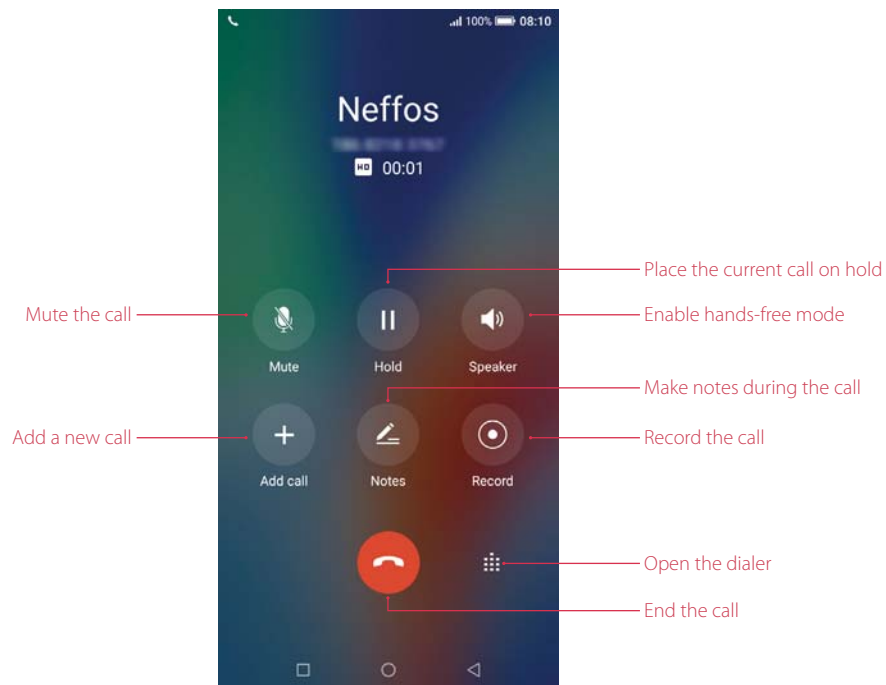 100% 08:10
Neffos
HD 00:01
Place the current call on hold
Mute the call
Enable hands-free mode
Mute Hold Speaker
Make notes during the call
Add a new call
Record the call
Add call Notes Record
Open the dialer
End the call